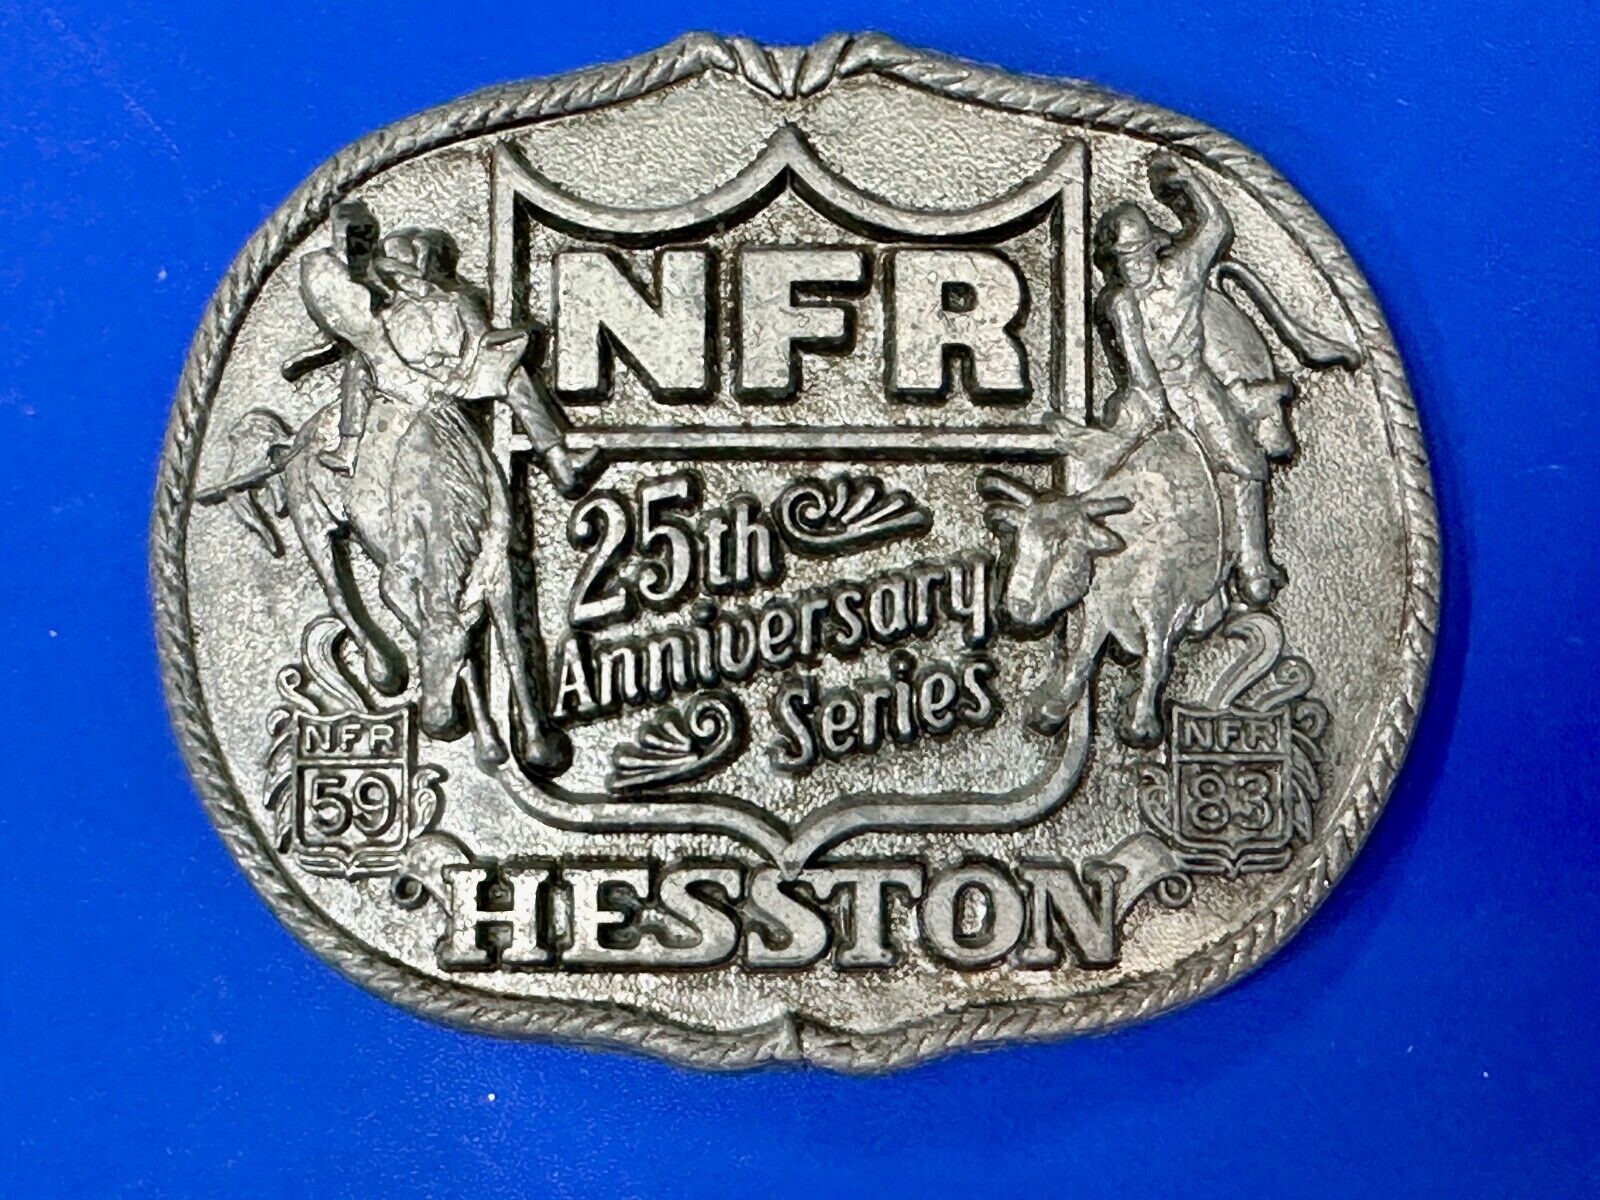 NFR
25th
Anniversary
Series
NFR
59
NFR
83
HESSTON